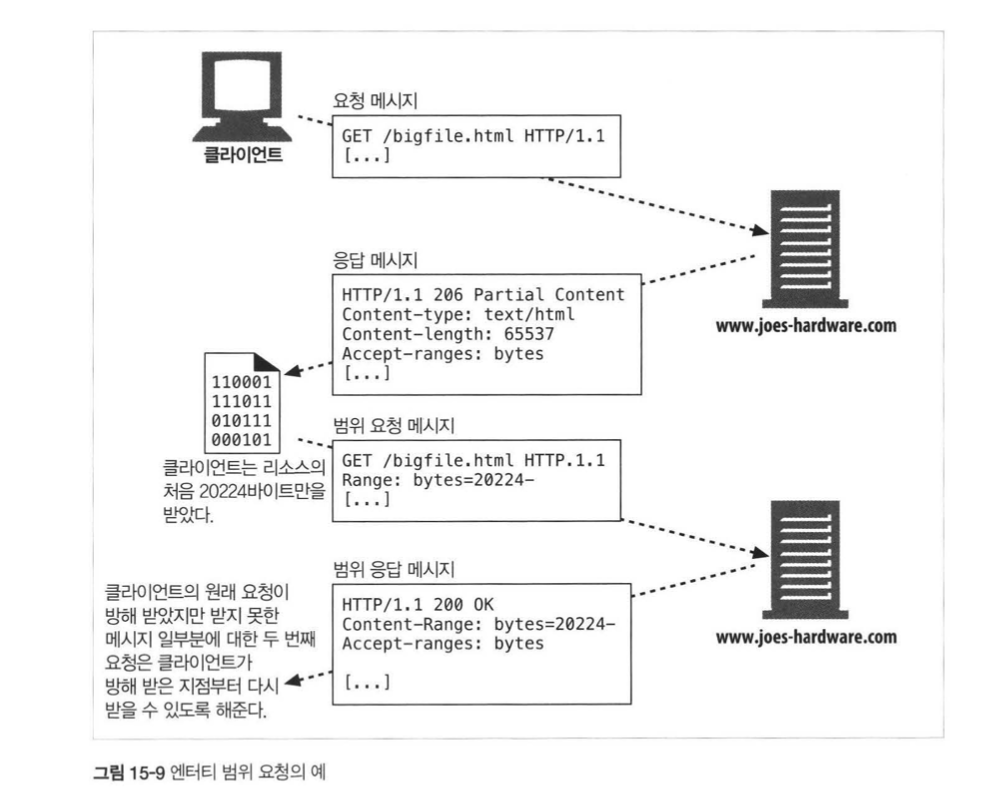 요청 메시지
GET /bigfile.html HTTP/1.1
[...]
클라이언트
응답 메시지
HTTP/1.1 206 Partial Content
Content-type: text/html
Content-length: 65537
Accept-ranges: bytes
[...]
www.joes-hardware.com
110001
111011
010111
000101
클라이언트는 리소스의
처음 20224바이트만을
받았다.
범위 요청 메시지
GET /bigfile.html HTTP.1.1
Range: bytes=20224-
[...]
범위 응답 메시지
HTTP/1.1 200 OK
Content-Range: bytes=20224-
Accept-ranges: bytes
[...]
www.joes-hardware.com
클라이언트의 원래 요청이
방해 받았지만 받지 못한
메시지 일부분에 대한 두 번째
요청은 클라이언트가
방해 받은 지점부터 다시
받을 수 있도록 해준다.
그림 15-9 엔터티 범위 요청의 예